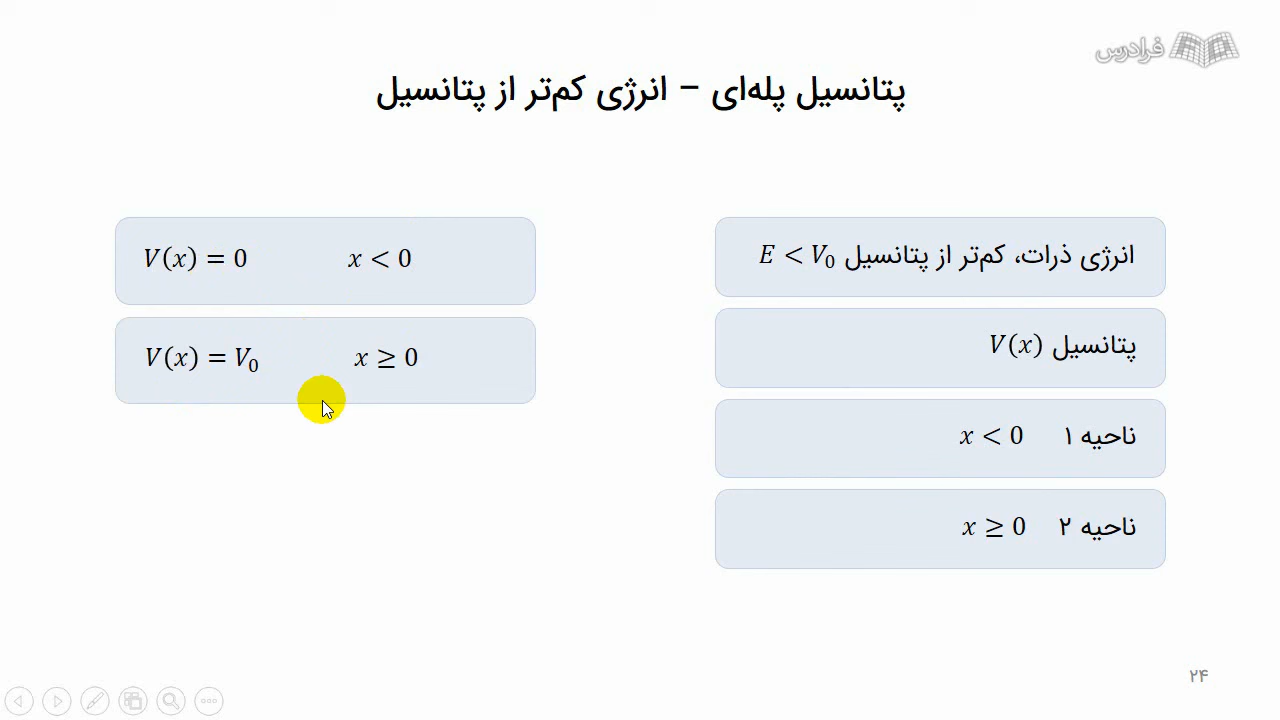 فرادرس
پتانسیل پله‌ای – انرژی کم‌تر از پتانسیل
انرژی ذرات، کم‌تر از پتانسیل E < V₀
پتانسیل V(x)
ناحیه ۱ x < 0
ناحیه ۲ x ≥ 0
V(x) = 0 x < 0
V(x) = V₀ x ≥ 0
۲۴